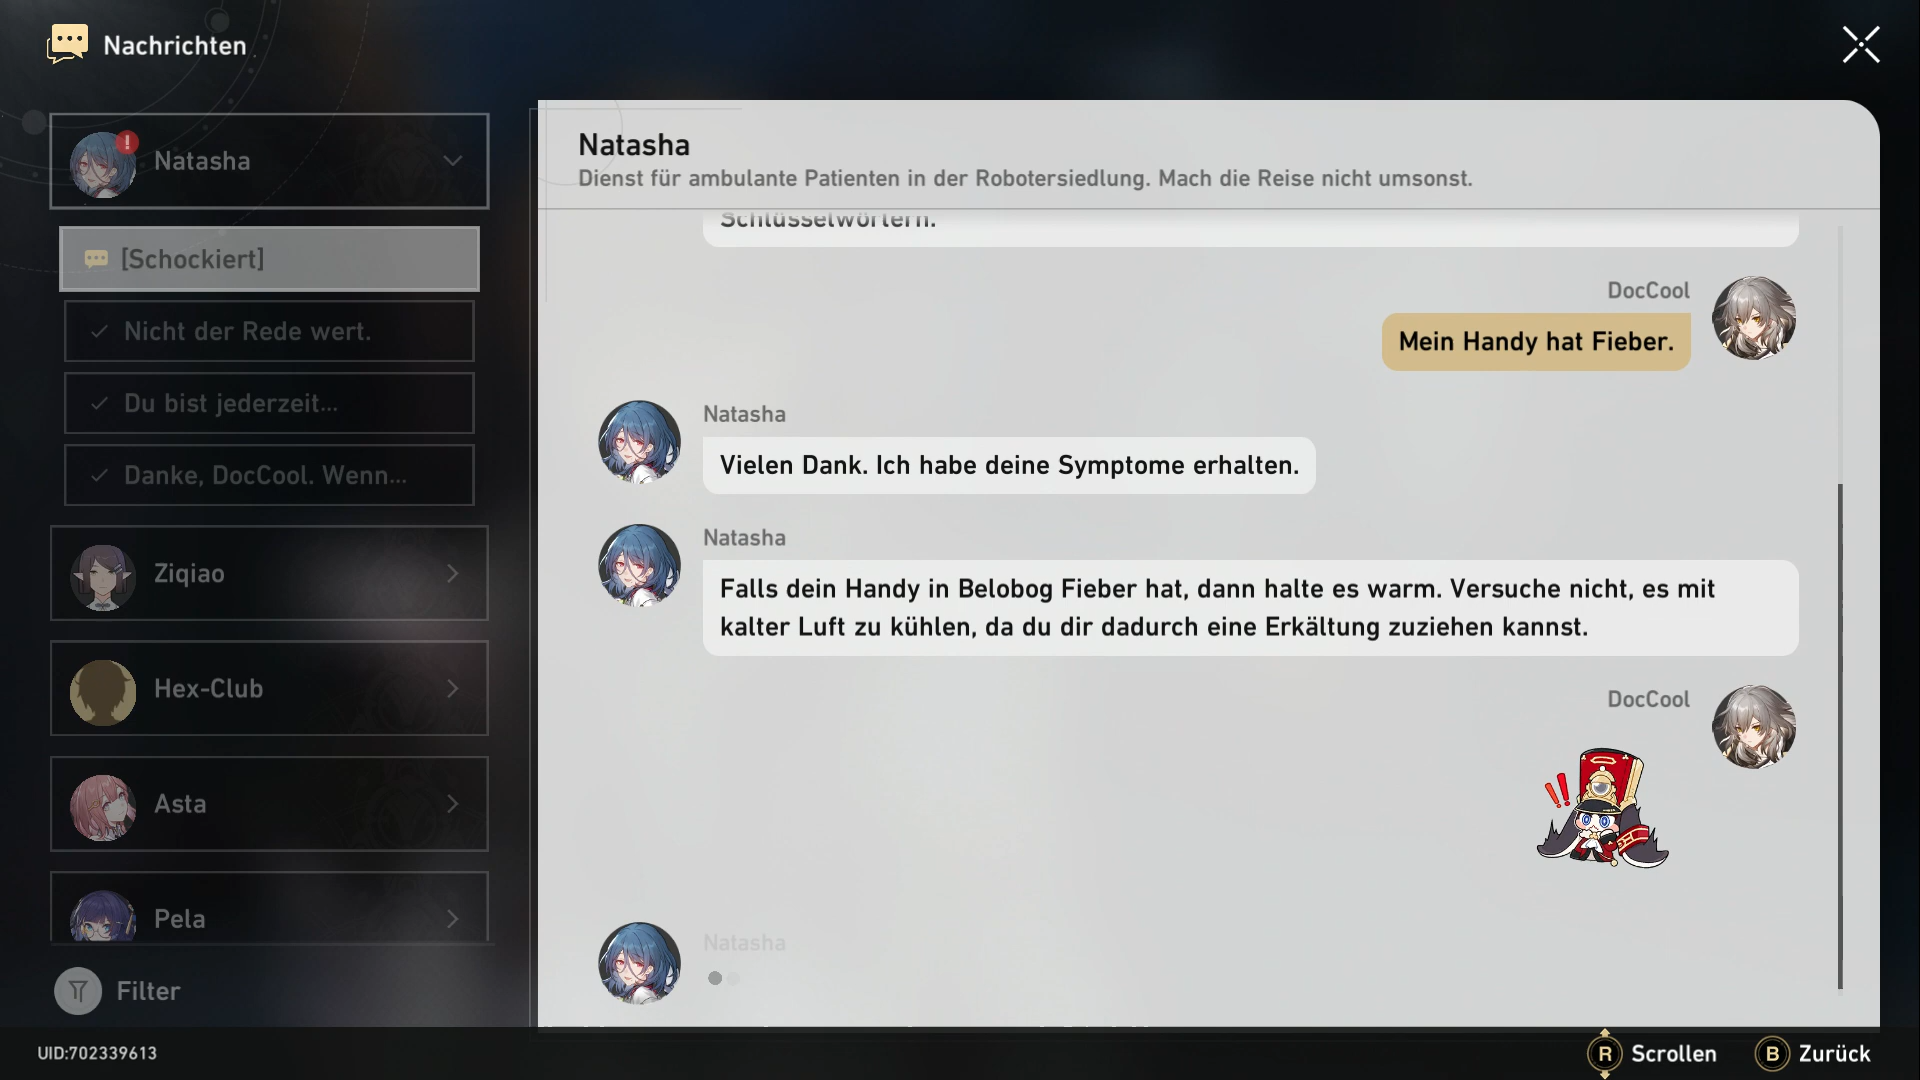 Nachrichten
Natasha
[Schockiert]
Nicht der Rede wert.
Du bist jederzeit...
Danke, DocCool. Wenn...
Ziqiao
Hex-Club
Asta
Pela
Filter
UID:702339613
Natasha
Dienst für ambulante Patienten in der Robotersiedlung. Mach die Reise nicht umsonst.
Schlüsselwörtern.
DocCool
Mein Handy hat Fieber.
Natasha
Vielen Dank. Ich habe deine Symptome erhalten.
Natasha
Falls dein Handy in Belobog Fieber hat, dann halte es warm. Versuche nicht, es mit
kalter Luft zu kühlen, da du dir dadurch eine Erkältung zuziehen kannst.
DocCool
Natasha
R Scrollen
B Zurück